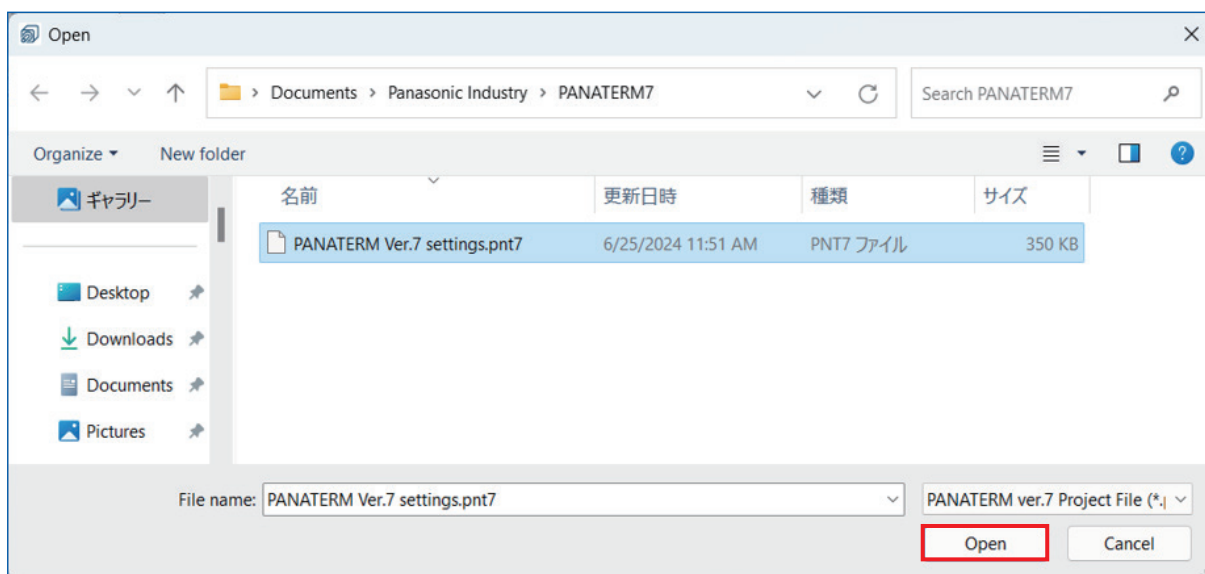 Open
Documents > Panasonic Industry > PANATERM7
Search PANATERM7
Organize New folder
ギャラリー
名前 更新日時 種類 サイズ
PANATERM Ver.7 settings.pnt7 6/25/2024 11:51 AM PNT7 ファイル 350 KB
Desktop
Downloads
Documents
Pictures
File name: PANATERM Ver.7 settings.pnt7 PANATERM ver.7 Project File (*.
Open Cancel